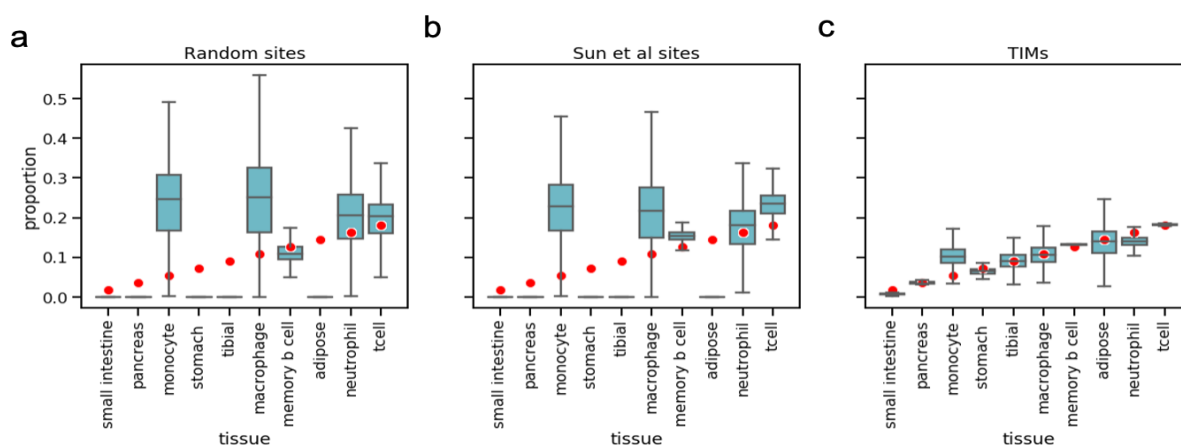 a
Random sites
proportion
0.5
0.4
0.3
0.2
0.1
0.0
small intestine
pancreas
monocyte
stomach
tibial
macrophage
memory b cell
adipose
neutrophil
tcell
tissue
b
Sun et al sites
small intestine
pancreas
monocyte
stomach
tibial
macrophage
memory b cell
adipose
neutrophil
tcell
tissue
c
TIMs
small intestine
pancreas
monocyte
stomach
tibial
macrophage
memory b cell
adipose
neutrophil
tcell
tissue